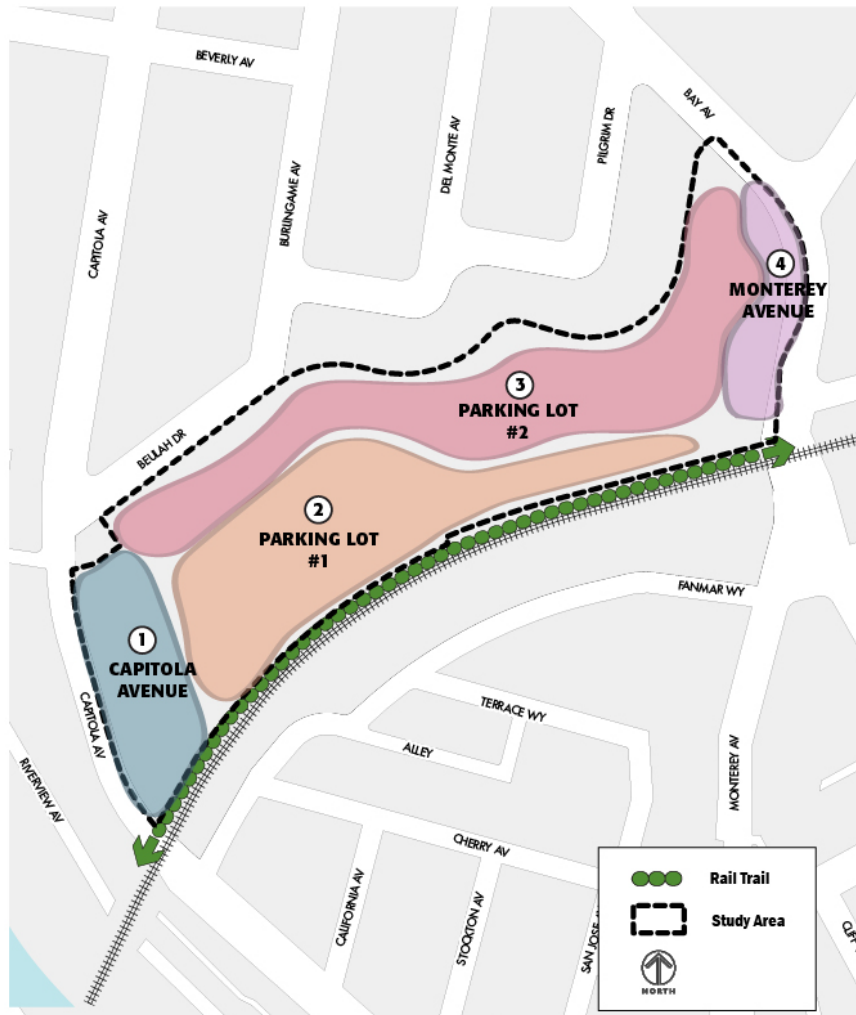 BEVERLY AV
BAY AV
PILGRIM DR
DEL MONTE AV
BURLINGAME AV
CAPITOLA AV
4
MONTEREY
AVENUE
3
PARKING LOT
#2
BEULAH DR
2
PARKING LOT
#1
FANMAR WY
1
CAPITOLA
AVENUE
CAPITOLA AV
TERRACE WY
ALLEY
RIVERVIEW AV
MONTEREY AV
CHERRY AV
CALIFORNIA AV
STOCKTON AV
SAN JOSE
Rail Trail
Study Area
NORTH